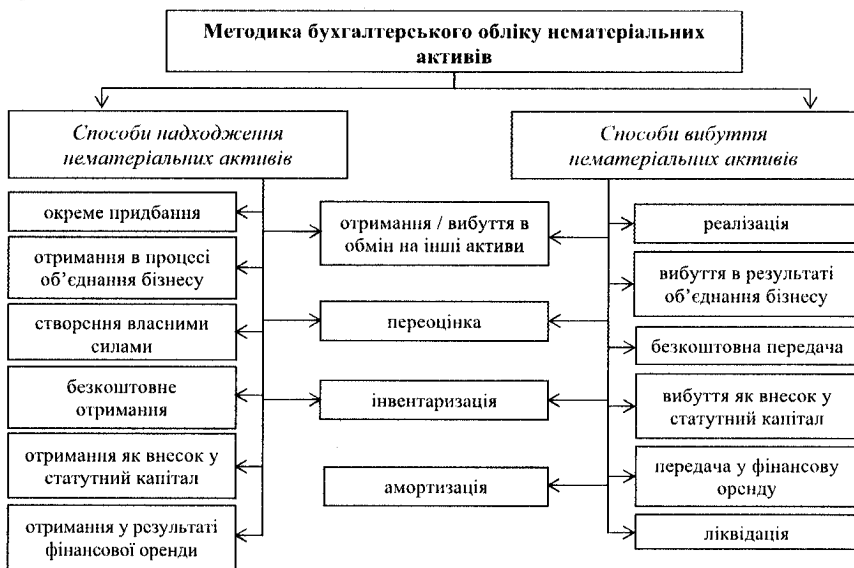 Методика бухгалтерського обліку нематеріальних
активів
Способи надходження
нематеріальних активів
Способи вибуття
нематеріальних активів
окреме придбання
отримання в процесі
об’єднання бізнесу
створення власними
силами
безкоштовне
отримання
отримання як внесок у
статутний капітал
отримання у результаті
фінансової оренди
отримання / вибуття в
обмін на інші активи
переоцінка
інвентаризація
амортизація
реалізація
вибуття в результаті
об’єднання бізнесу
безкоштовна передача
вибуття як внесок у
статутний капітал
передача у фінансову
оренду
ліквідація